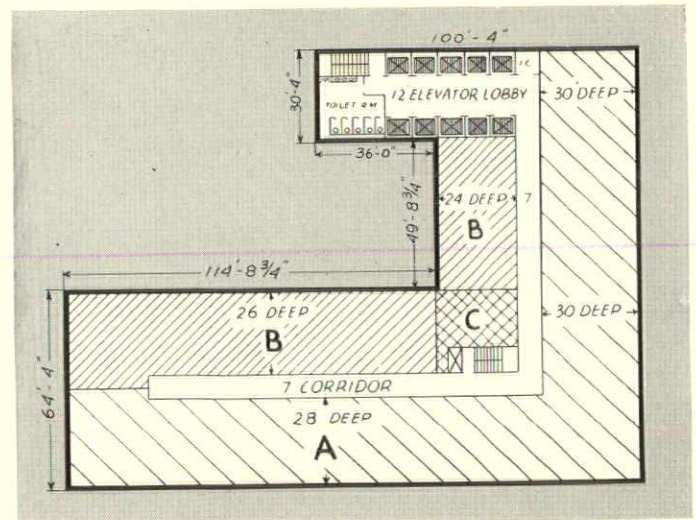 100'-4"
30'-4"
TOILET RM
12 ELEVATOR LOBBY
30' DEEP
36'-0"
49'-8 3/4"
24 DEEP
7
B
114'-8 3/4"
26 DEEP
B
C
30 DEEP
64'-4"
7 CORRIDOR
28 DEEP
A